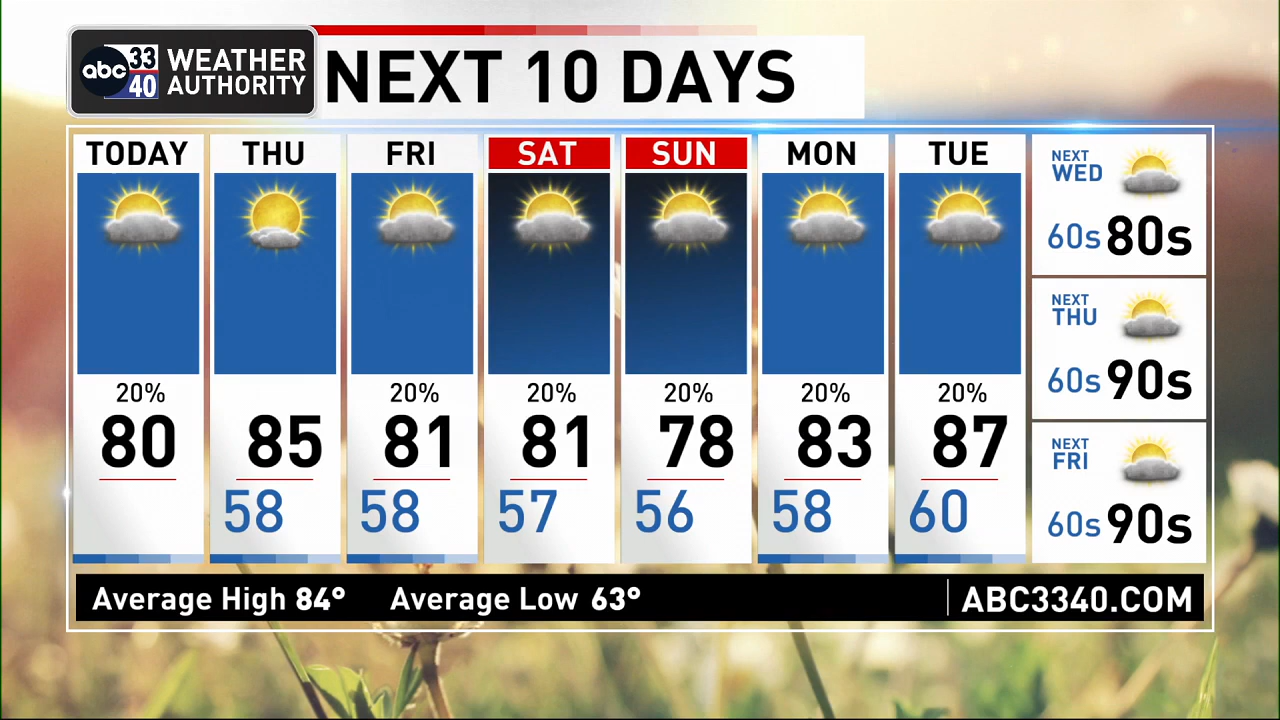 abc 33 40 WEATHER AUTHORITY
NEXT 10 DAYS
TODAY THU FRI SAT SUN MON TUE
20% 20% 20% 20% 20% 20%
80 85 81 81 78 83 87
58 58 57 56 58 60
NEXT WED
60s 80s
NEXT THU
60s 90s
NEXT FRI
60s 90s
Average High 84° Average Low 63° ABC3340.COM